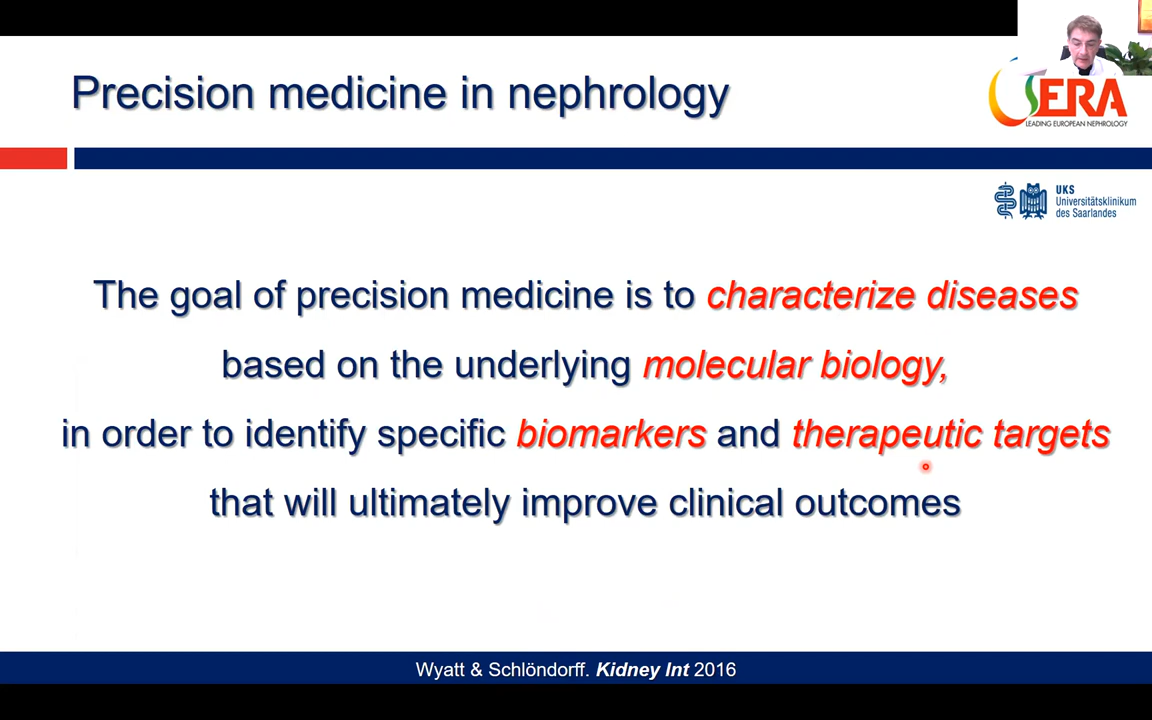 Precision medicine in nephrology
ERA
LEADING EUROPEAN NEPHROLOGY
UKS
Universitätsklinikum
des Saarlandes
The goal of precision medicine is to characterize diseases
based on the underlying molecular biology,
in order to identify specific biomarkers and therapeutic targets
that will ultimately improve clinical outcomes
Wyatt & Schlöndorff. Kidney Int 2016